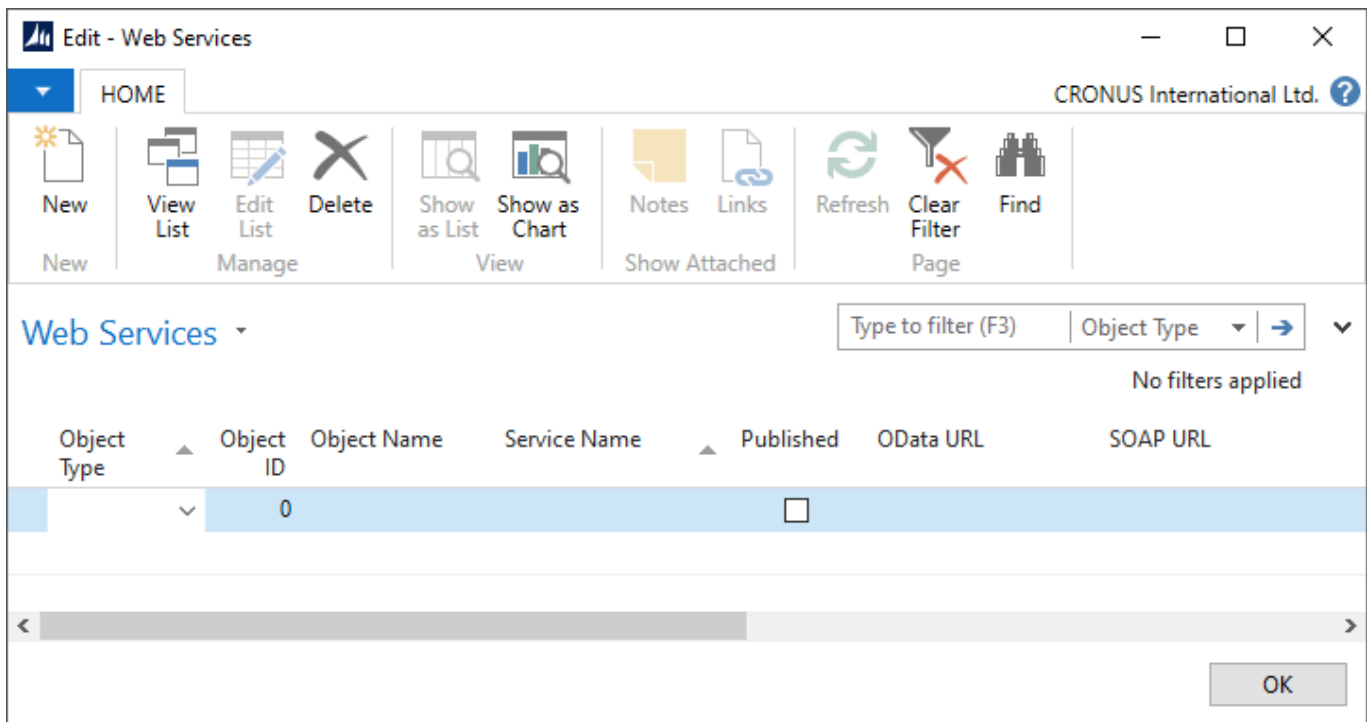 Edit - Web Services
HOME
CRONUS International Ltd. ?
New View List Edit List Delete Show as List Show as Chart Notes Links Refresh Clear Filter Find
New Manage View Show Attached Page
Web Services
Type to filter (F3) Object Type
No filters applied
Object Type Object ID Object Name Service Name Published OData URL SOAP URL
0
OK